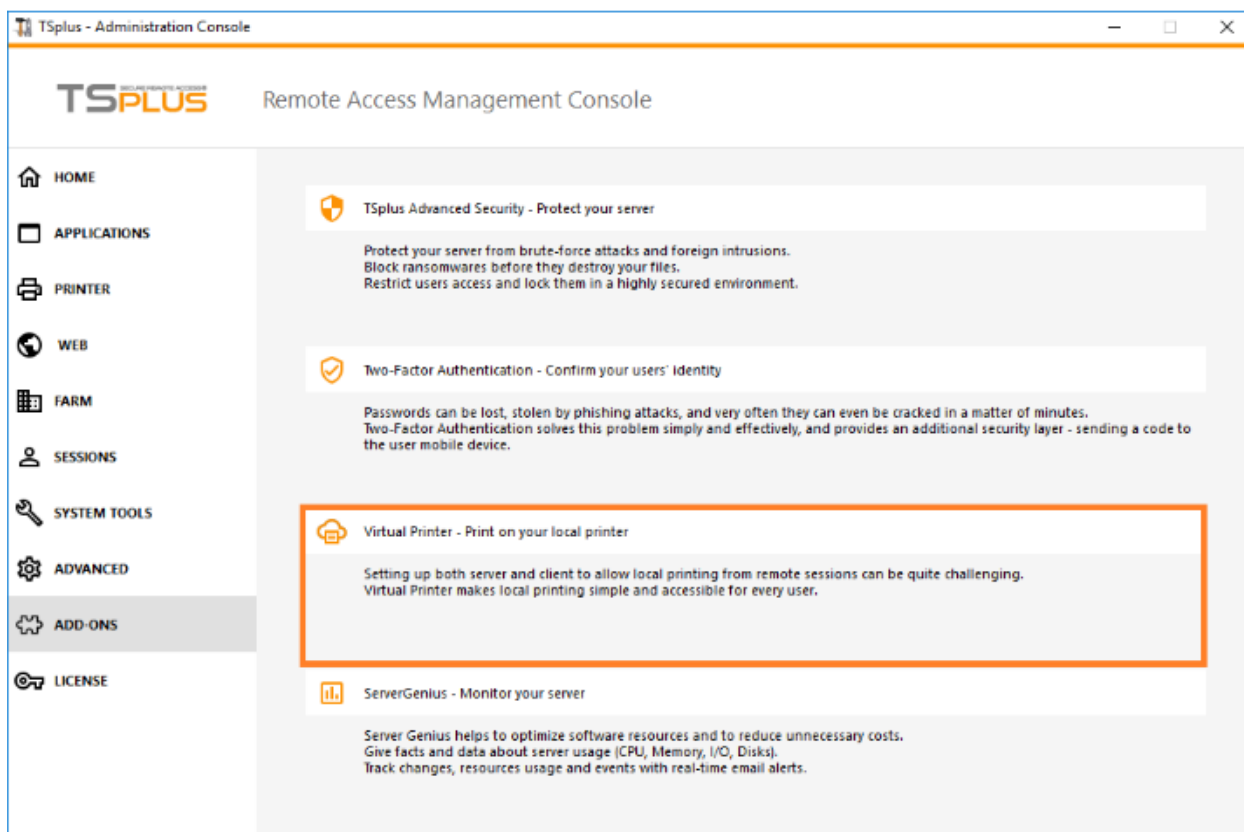 TSplus - Administration Console
TSPLUS
SECURE REMOTE ACCESS
Remote Access Management Console
HOME
APPLICATIONS
PRINTER
WEB
FARM
SESSIONS
SYSTEM TOOLS
ADVANCED
ADD-ONS
LICENSE
TSplus Advanced Security - Protect your server
Protect your server from brute-force attacks and foreign intrusions.
Block ransomwares before they destroy your files.
Restrict users access and lock them in a highly secured environment.
Two-Factor Authentication - Confirm your users' identity
Passwords can be lost, stolen by phishing attacks, and very often they can even be cracked in a matter of minutes.
Two-Factor Authentication solves this problem simply and effectively, and provides an additional security layer - sending a code to
the user mobile device.
Virtual Printer - Print on your local printer
Setting up both server and client to allow local printing from remote sessions can be quite challenging.
Virtual Printer makes local printing simple and accessible for every user.
ServerGenius - Monitor your server
Server Genius helps to optimize software resources and to reduce unnecessary costs.
Give facts and data about server usage (CPU, Memory, I/O, Disks).
Track changes, resources usage and events with real-time email alerts.